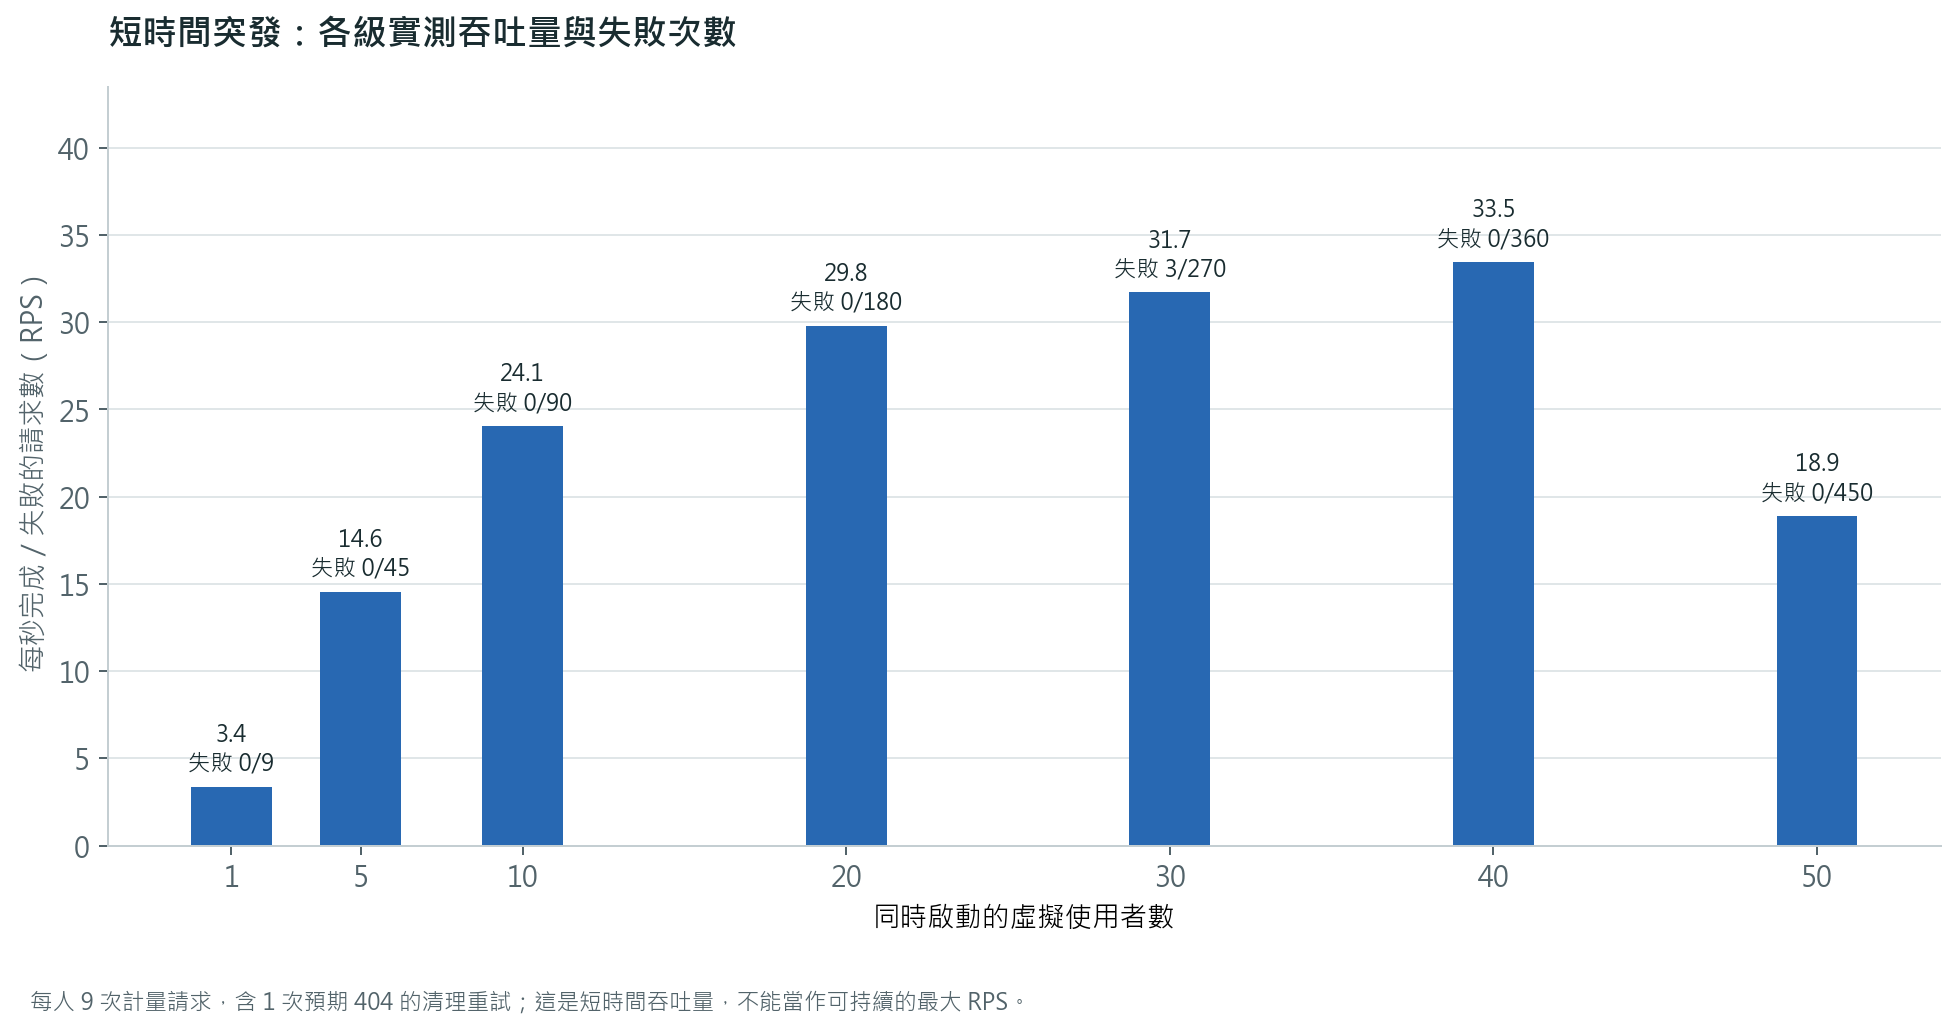 短時間突發：各級實測吞吐量與失敗次數
每秒完成 / 失敗的請求數（RPS）
40
35
30
25
20
15
10
5
0
3.4
失敗 0/9
14.6
失敗 0/45
24.1
失敗 0/90
29.8
失敗 0/180
31.7
失敗 3/270
33.5
失敗 0/360
18.9
失敗 0/450
1
5
10
20
30
40
50
同時啟動的虛擬使用者數
每人 9 次計量請求，含 1 次預期 404 的清理重試；這是短時間吞吐量，不能當作可持續的最大 RPS。